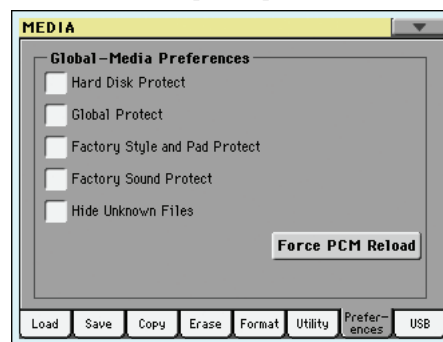 MEDIA
Global-Media Preferences
Hard Disk Protect
Global Protect
Factory Style and Pad Protect
Factory Sound Protect
Hide Unknown Files
Force PCM Reload
Load Save Copy Erase Format Utility Prefer-
ences USB